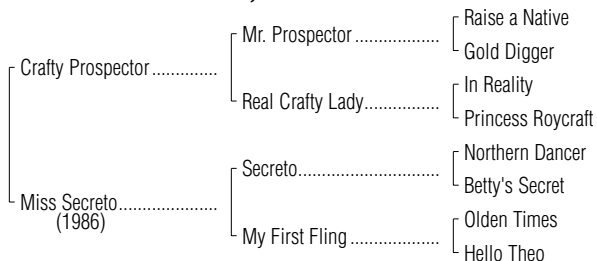 Raise a Native
Mr. Prospector ..................
Gold Digger
Crafty Prospector ..............
In Reality
Real Crafty Lady................
Princess Roycraft
Northern Dancer
Secreto..............................
Betty's Secret
Miss Secreto.....................
(1986)
Olden Times
My First Fling ...................
Hello Theo